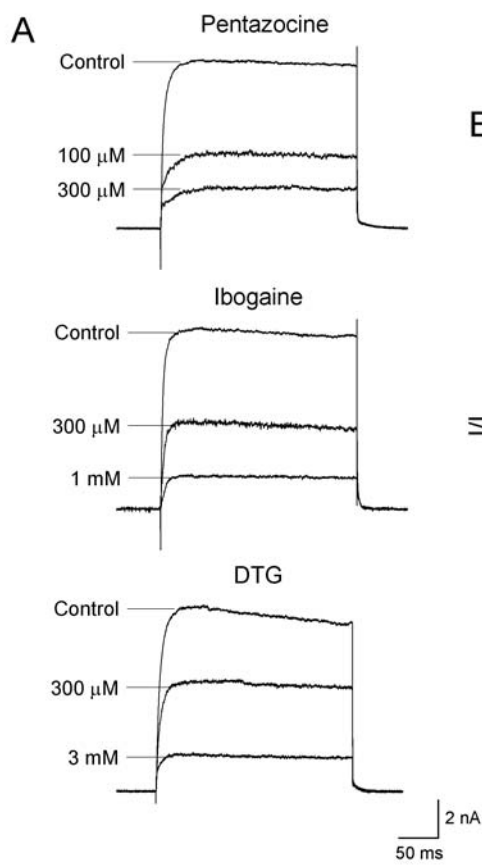 A
Pentazocine
Control
100 µM
300 µM
Ibogaine
Control
300 µM
1 mM
DTG
Control
300 µM
3 mM
2 nA
50 ms